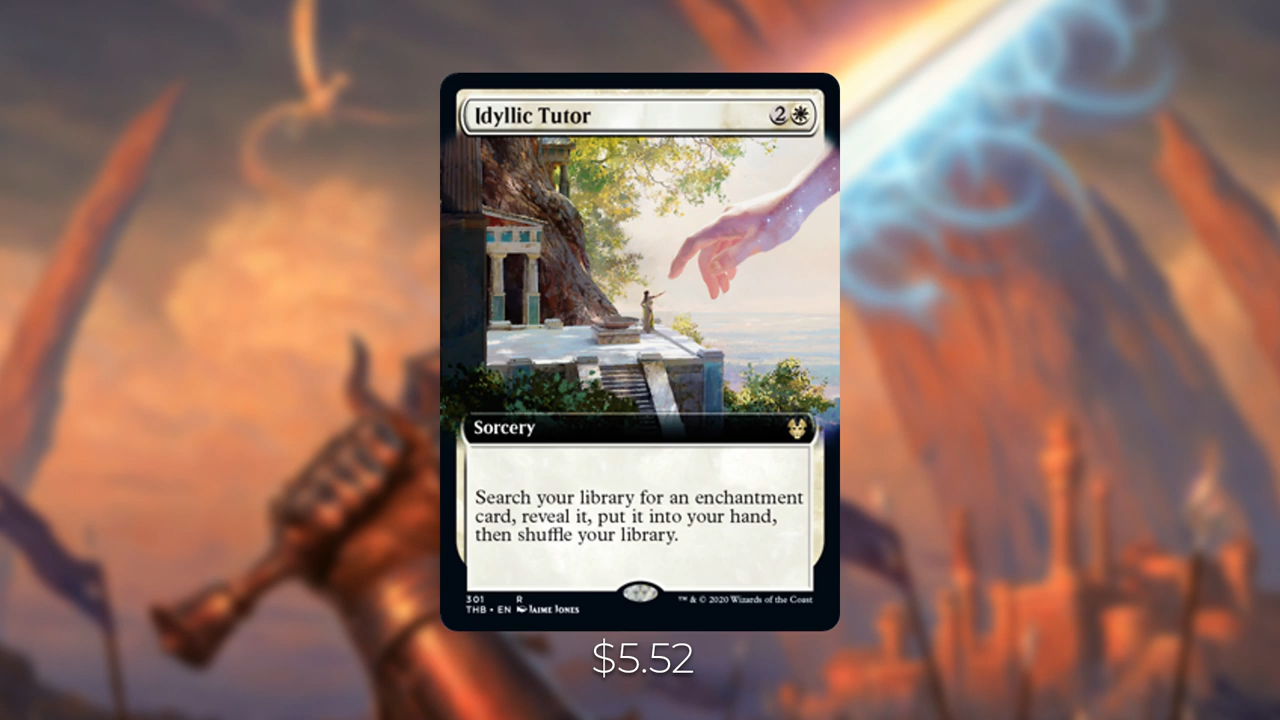 Idyllic Tutor 2
Sorcery
Search your library for an enchantment
card, reveal it, put it into your hand,
then shuffle your library.
301 R
THB • EN Jaime Jones
™ & © 2020 Wizards of the Coast
$5.52